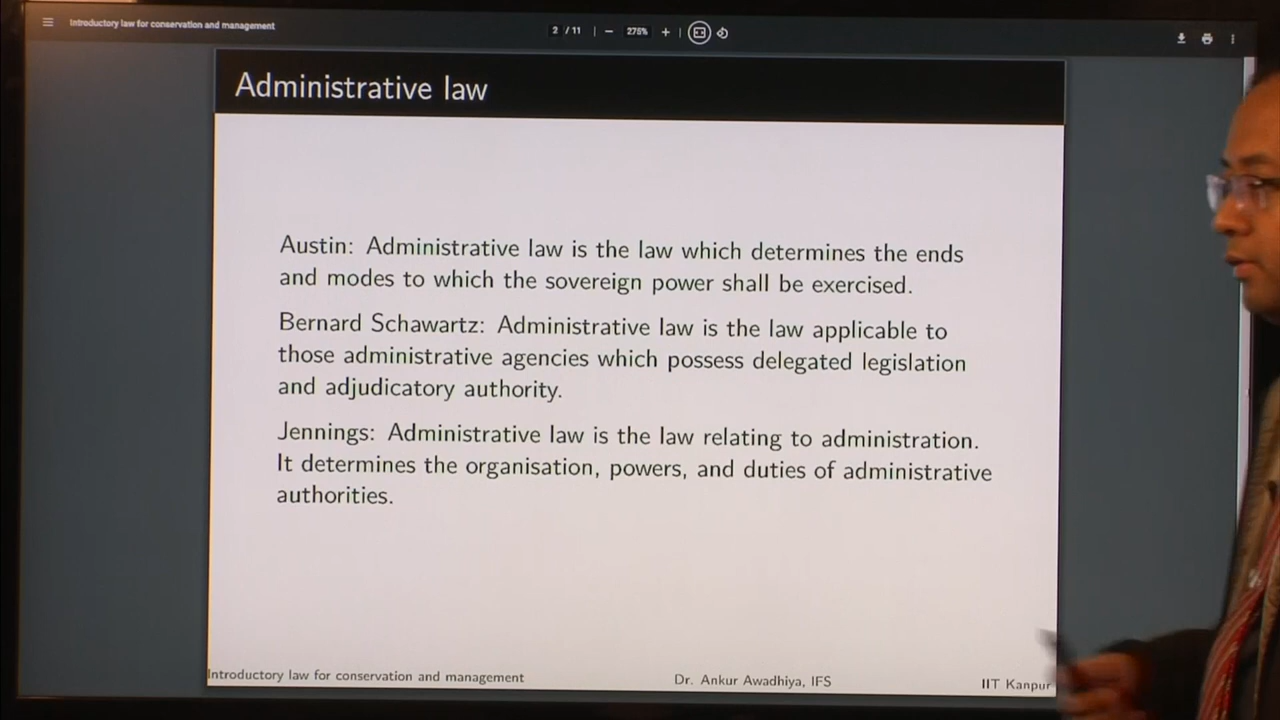 Introductory law for conservation and management
2 / 11 | − 275% + |
Administrative law
Austin: Administrative law is the law which determines the ends
and modes to which the sovereign power shall be exercised.
Bernard Schawartz: Administrative law is the law applicable to
those administrative agencies which possess delegated legislation
and adjudicatory authority.
Jennings: Administrative law is the law relating to administration.
It determines the organisation, powers, and duties of administrative
authorities.
Introductory law for conservation and management Dr. Ankur Awadhiya, IFS IIT Kanpur